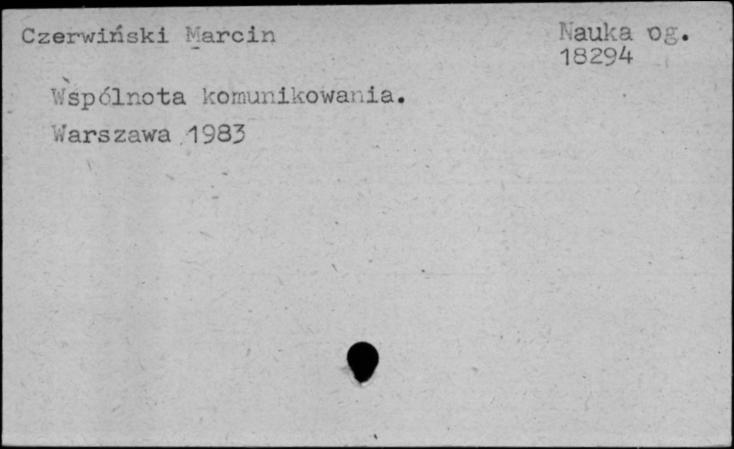 Czerwiński Marcin
Nauka og.
18294
Wspólnota komunikowania.
Warszawa 1983